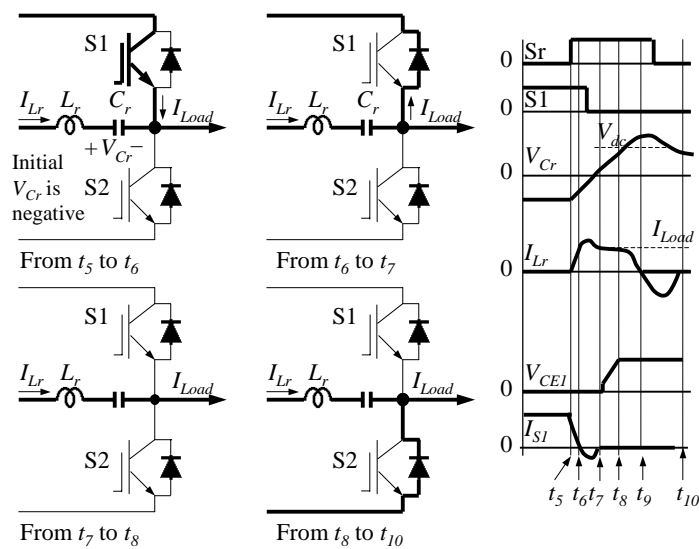 S1
I_Lr
L_r
C_r
I_Load
+V_Cr−
Initial
V_Cr is
negative
S2
From t_5 to t_6
S1
I_Lr
L_r
C_r
I_Load
S2
From t_6 to t_7
S1
I_Lr
L_r
I_Load
S2
From t_7 to t_8
S1
I_Lr
L_r
I_Load
S2
From t_8 to t_10
0
Sr
S1
0
V_dc
0
V_Cr
I_Load
0
I_Lr
0
V_CE1
I_S1
0
t_5
t_6
t_7
t_8
t_9
t_10